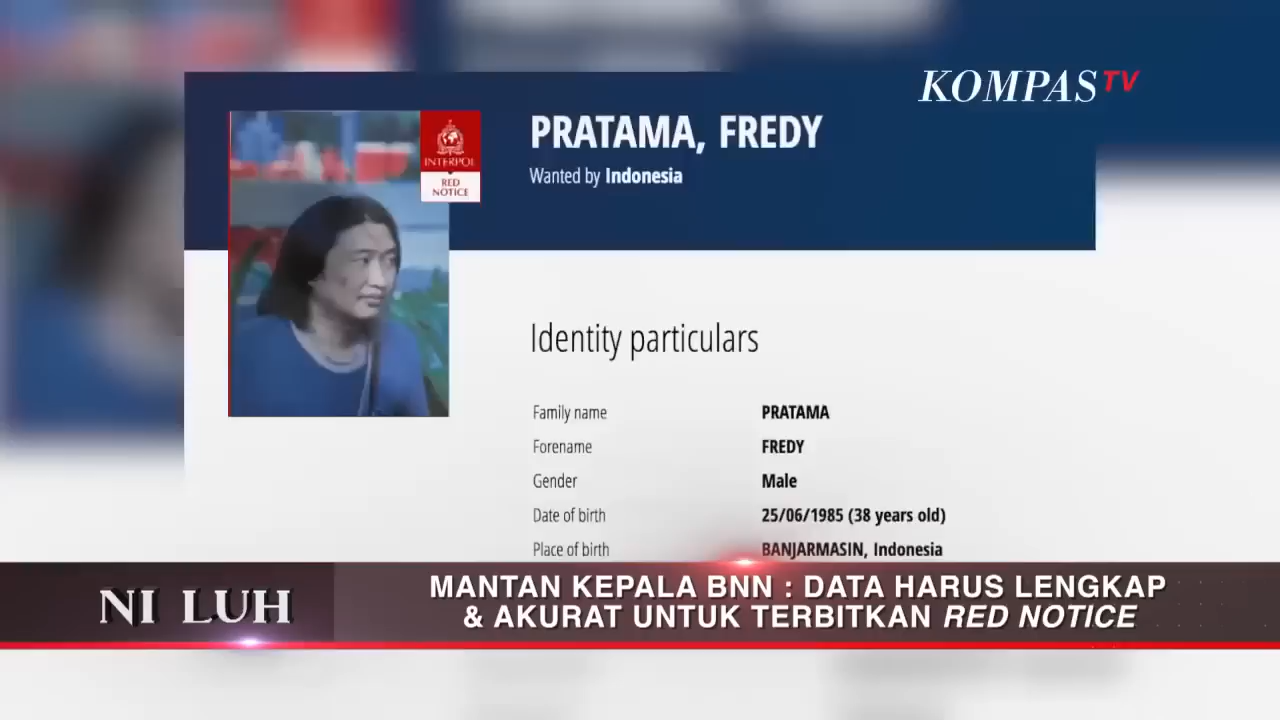 KOMPAS TV
PRATAMA, FREDY
Wanted by Indonesia
INTERPOL
RED
NOTICE
Identity particulars
Family name PRATAMA
Forename FREDY
Gender Male
Date of birth 25/06/1985 (38 years old)
Place of birth BANJARMASIN, Indonesia
NI LUH
MANTAN KEPALA BNN : DATA HARUS LENGKAP
& AKURAT UNTUK TERBITKAN RED NOTICE